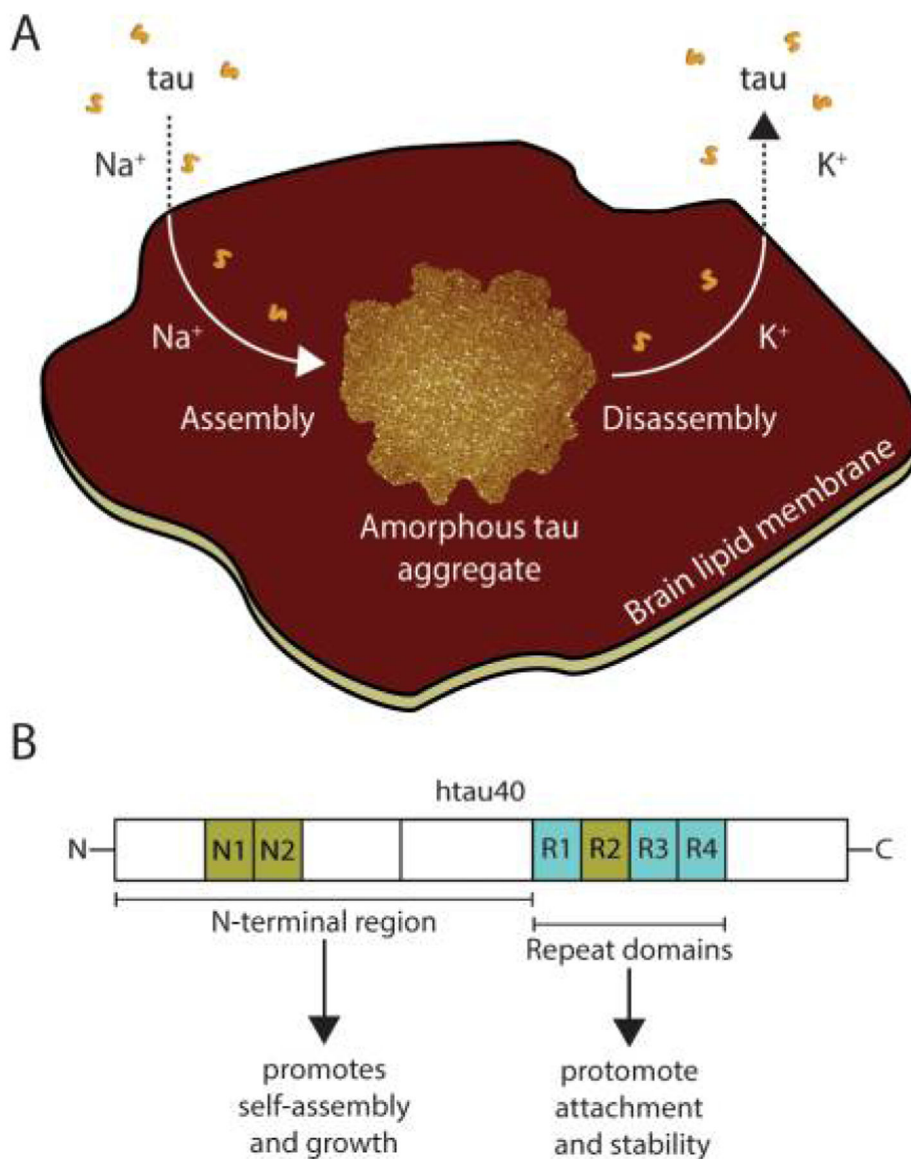 A
tau
tau
Na⁺
K⁺
Na⁺
K⁺
Assembly
Disassembly
Amorphous tau
aggregate
Brain lipid membrane
B
htau40
N
N1
N2
R1
R2
R3
R4
C
N-terminal region
Repeat domains
promotes
self-assembly
and growth
protomote
attachment
and stability